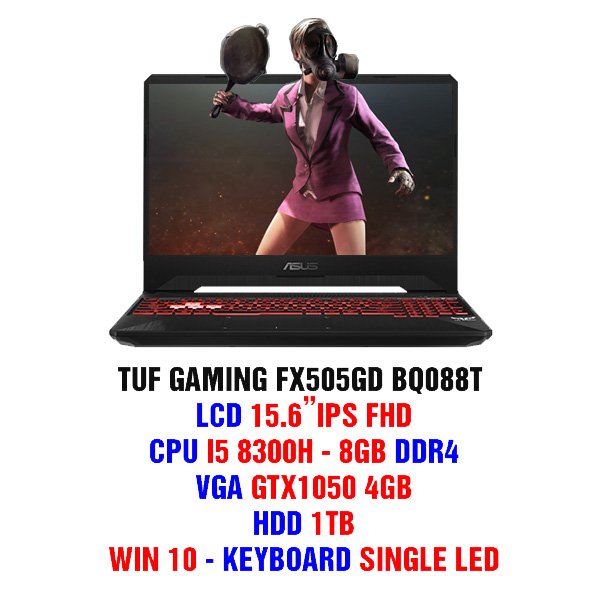 ASUS
TUF GAMING FX505GD BQ088T
LCD 15.6”IPS FHD
CPU I5 8300H - 8GB DDR4
VGA GTX1050 4GB
HDD 1TB
WIN 10 - KEYBOARD SINGLE LED